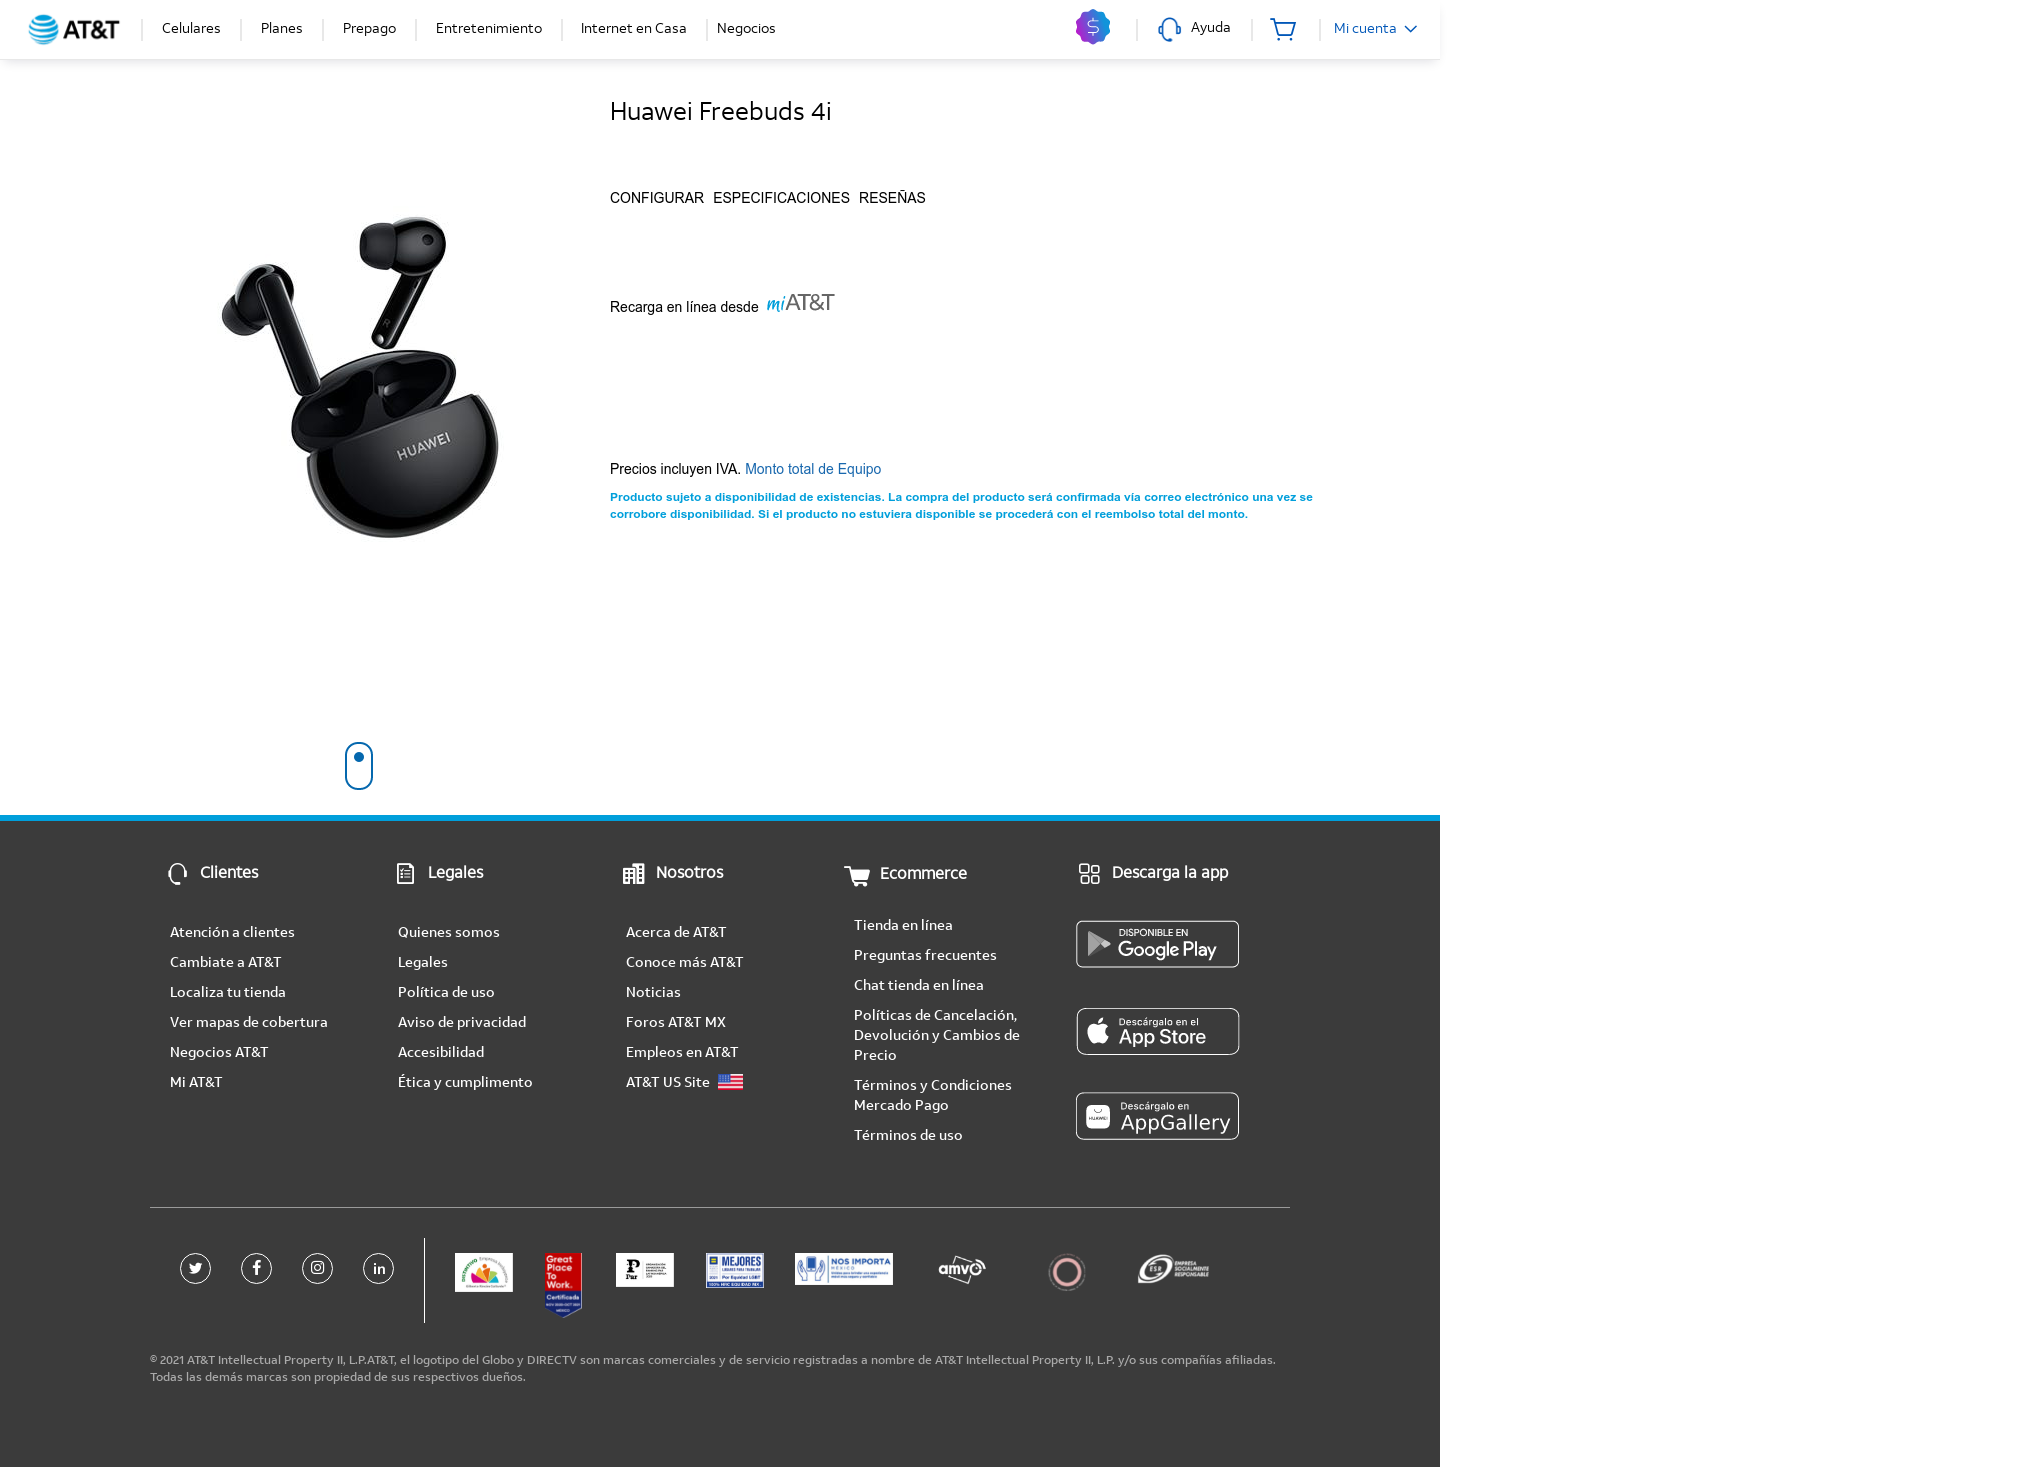 AT&T
Celulares
Planes
Prepago
Entretenimiento
Internet en Casa
Negocios
Ayuda
Mi cuenta
Huawei Freebuds 4i
CONFIGURAR ESPECIFICACIONES RESEÑAS
HUAWEI
Recarga en línea desde mi AT&T
Precios incluyen IVA. Monto total de Equipo
Producto sujeto a disponibilidad de existencias. La compra del producto será confirmada vía correo electrónico una vez se
corrobore disponibilidad. Si el producto no estuviera disponible se procederá con el reembolso total del monto.
Clientes
Atención a clientes
Cambiate a AT&T
Localiza tu tienda
Ver mapas de cobertura
Negocios AT&T
Mi AT&T
Legales
Quienes somos
Legales
Política de uso
Aviso de privacidad
Accesibilidad
Ética y cumplimento
Nosotros
Acerca de AT&T
Conoce más AT&T
Noticias
Foros AT&T MX
Empleos en AT&T
AT&T US Site
Ecommerce
Tienda en línea
Preguntas frecuentes
Chat tienda en línea
Políticas de Cancelación,
Devolución y Cambios de
Precio
Términos y Condiciones
Mercado Pago
Términos de uso
Descarga la app
DISPONIBLE EN
Google Play
Descárgalo en el
App Store
HUAWEI
Descárgalo en
AppGallery
Great
Place
To
Work.
Certificada
Par
MEJORES
Por Equidad LGBT
NOS IMPORTA
MÉXICO
amvo
ESR
EMPRESA
SOCIALMENTE
RESPONSABLE
© 2021 AT&T Intellectual Property II, L.P.AT&T, el logotipo del Globo y DIRECTV son marcas comerciales y de servicio registradas a nombre de AT&T Intellectual Property II, L.P. y/o sus compañías afiliadas.
Todas las demás marcas son propiedad de sus respectivos dueños.